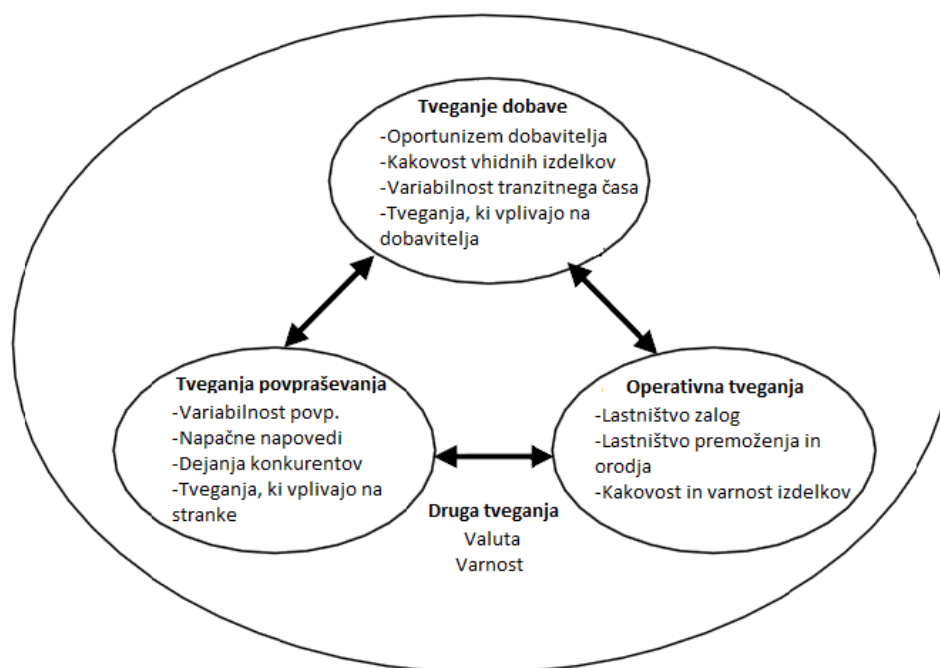 Tveganje dobave
-Oportunizem dobavitelja
-Kakovost vhidnih izdelkov
-Variabilnost tranzitnega časa
-Tveganja, ki vplivajo na
dobavitelja
Tveganja povpraševanja
-Variabilnost povp.
-Napačne napovedi
-Dejanja konkurentov
-Tveganja, ki vplivajo na
stranke
Operativna tveganja
-Lastništvo zalog
-Lastništvo premoženja in
orodja
-Kakovost in varnost izdelkov
Druga tveganja
Valuta
Varnost